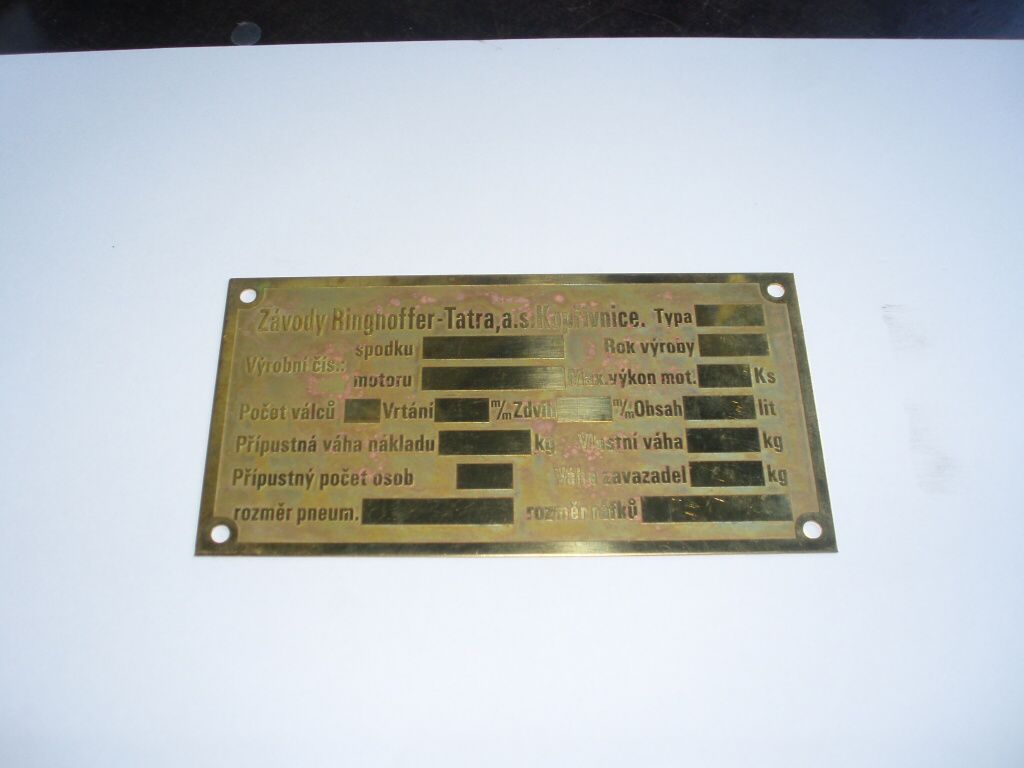 Závody Ringhoffer-Tatra, a.s. Kopřivnice. Typa
Výrobní čís.: spodku Rok výroby
motoru Max. výkon mot. Ks
Počet válců Vrtání m/m Zdvih m/m Obsah lit
Přípustná váha nákladu kg Vlastní váha kg
Přípustný počet osob Váha zavazadel kg
rozměr pneum. rozměr ráfků